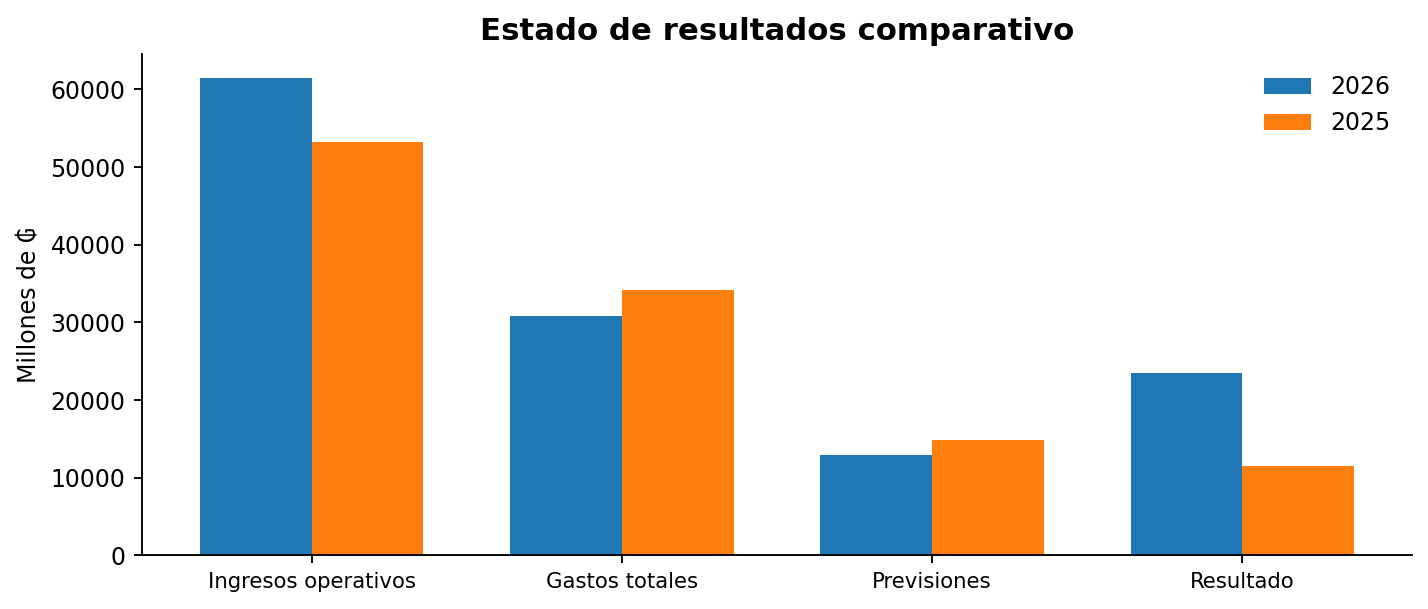 Estado de resultados comparativo
2026
2025
Millones de ₲
60000
50000
40000
30000
20000
10000
0
Ingresos operativos
Gastos totales
Previsiones
Resultado